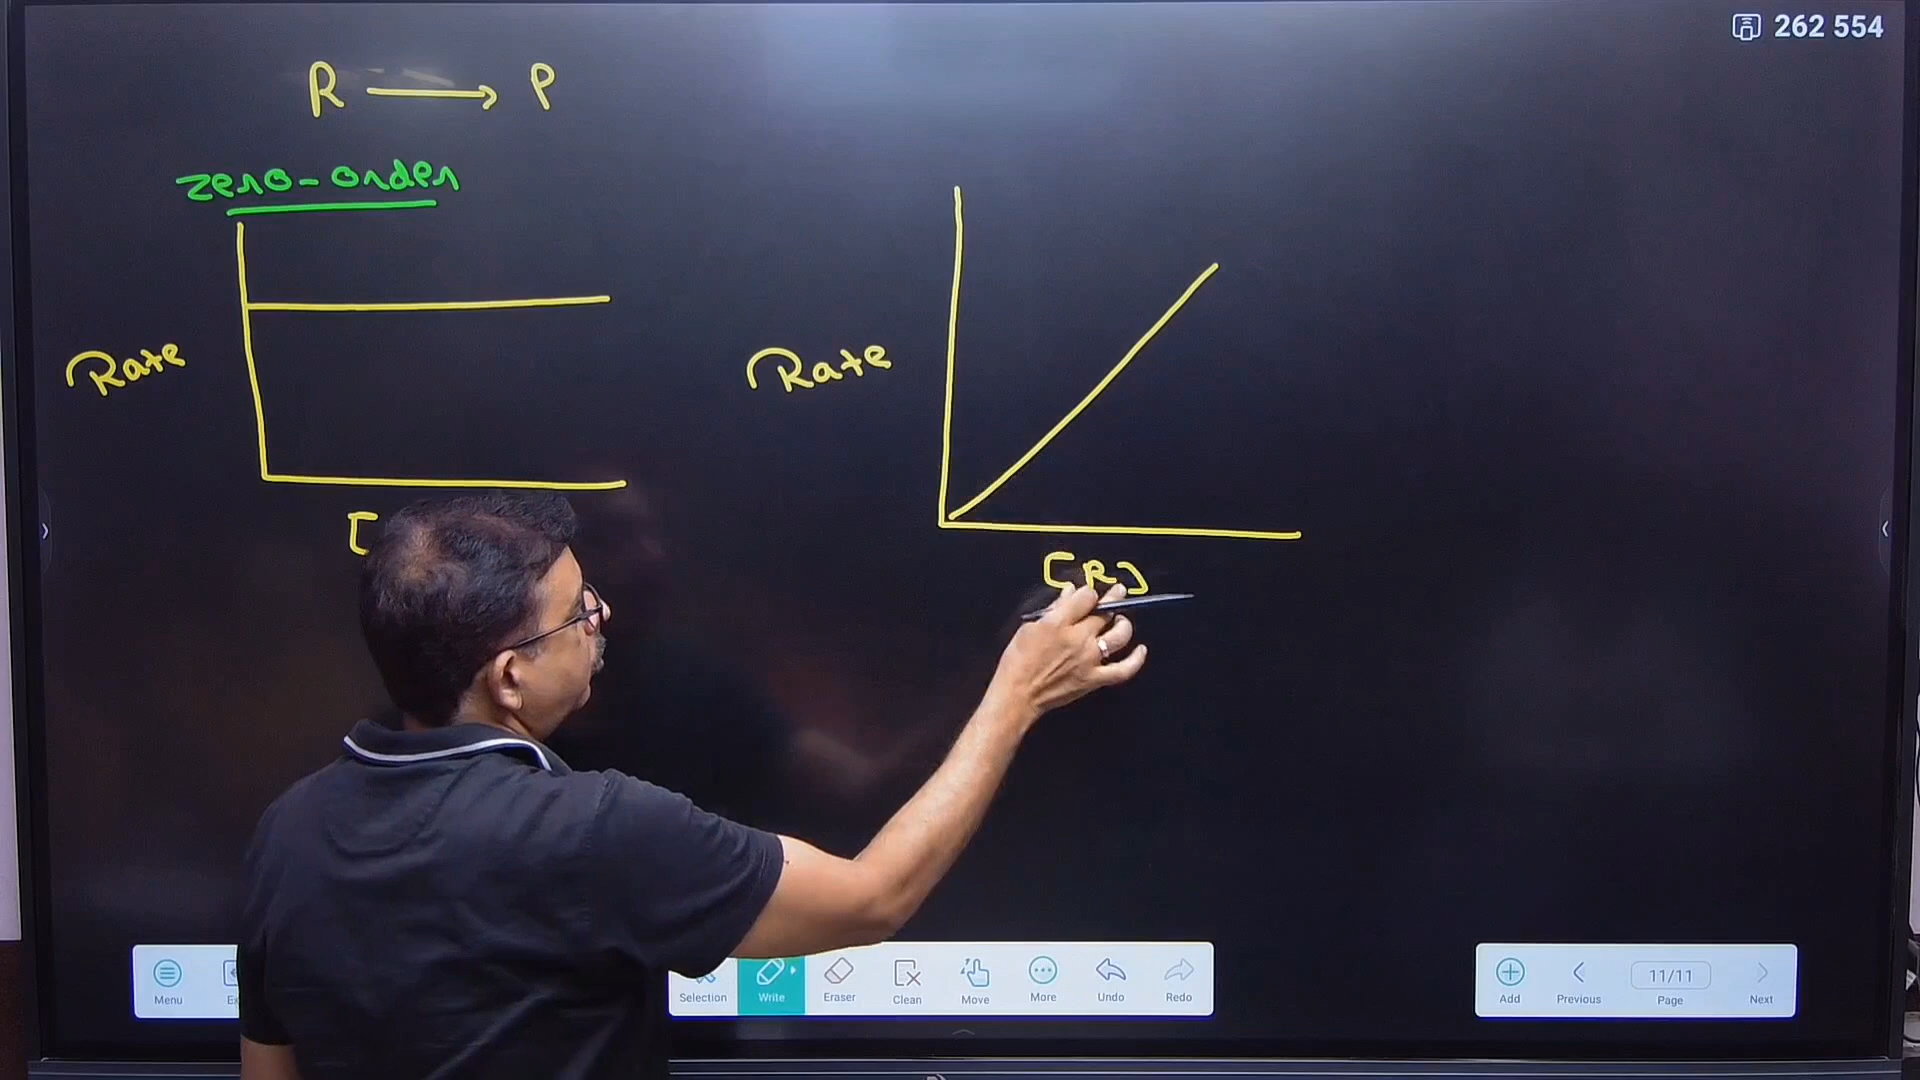 262 554
R → P
zero-order
Rate
[
Rate
[R]
Menu
Selection
Write
Eraser
Clean
Move
More
Undo
Redo
Add
Previous
11/11
Page
Next